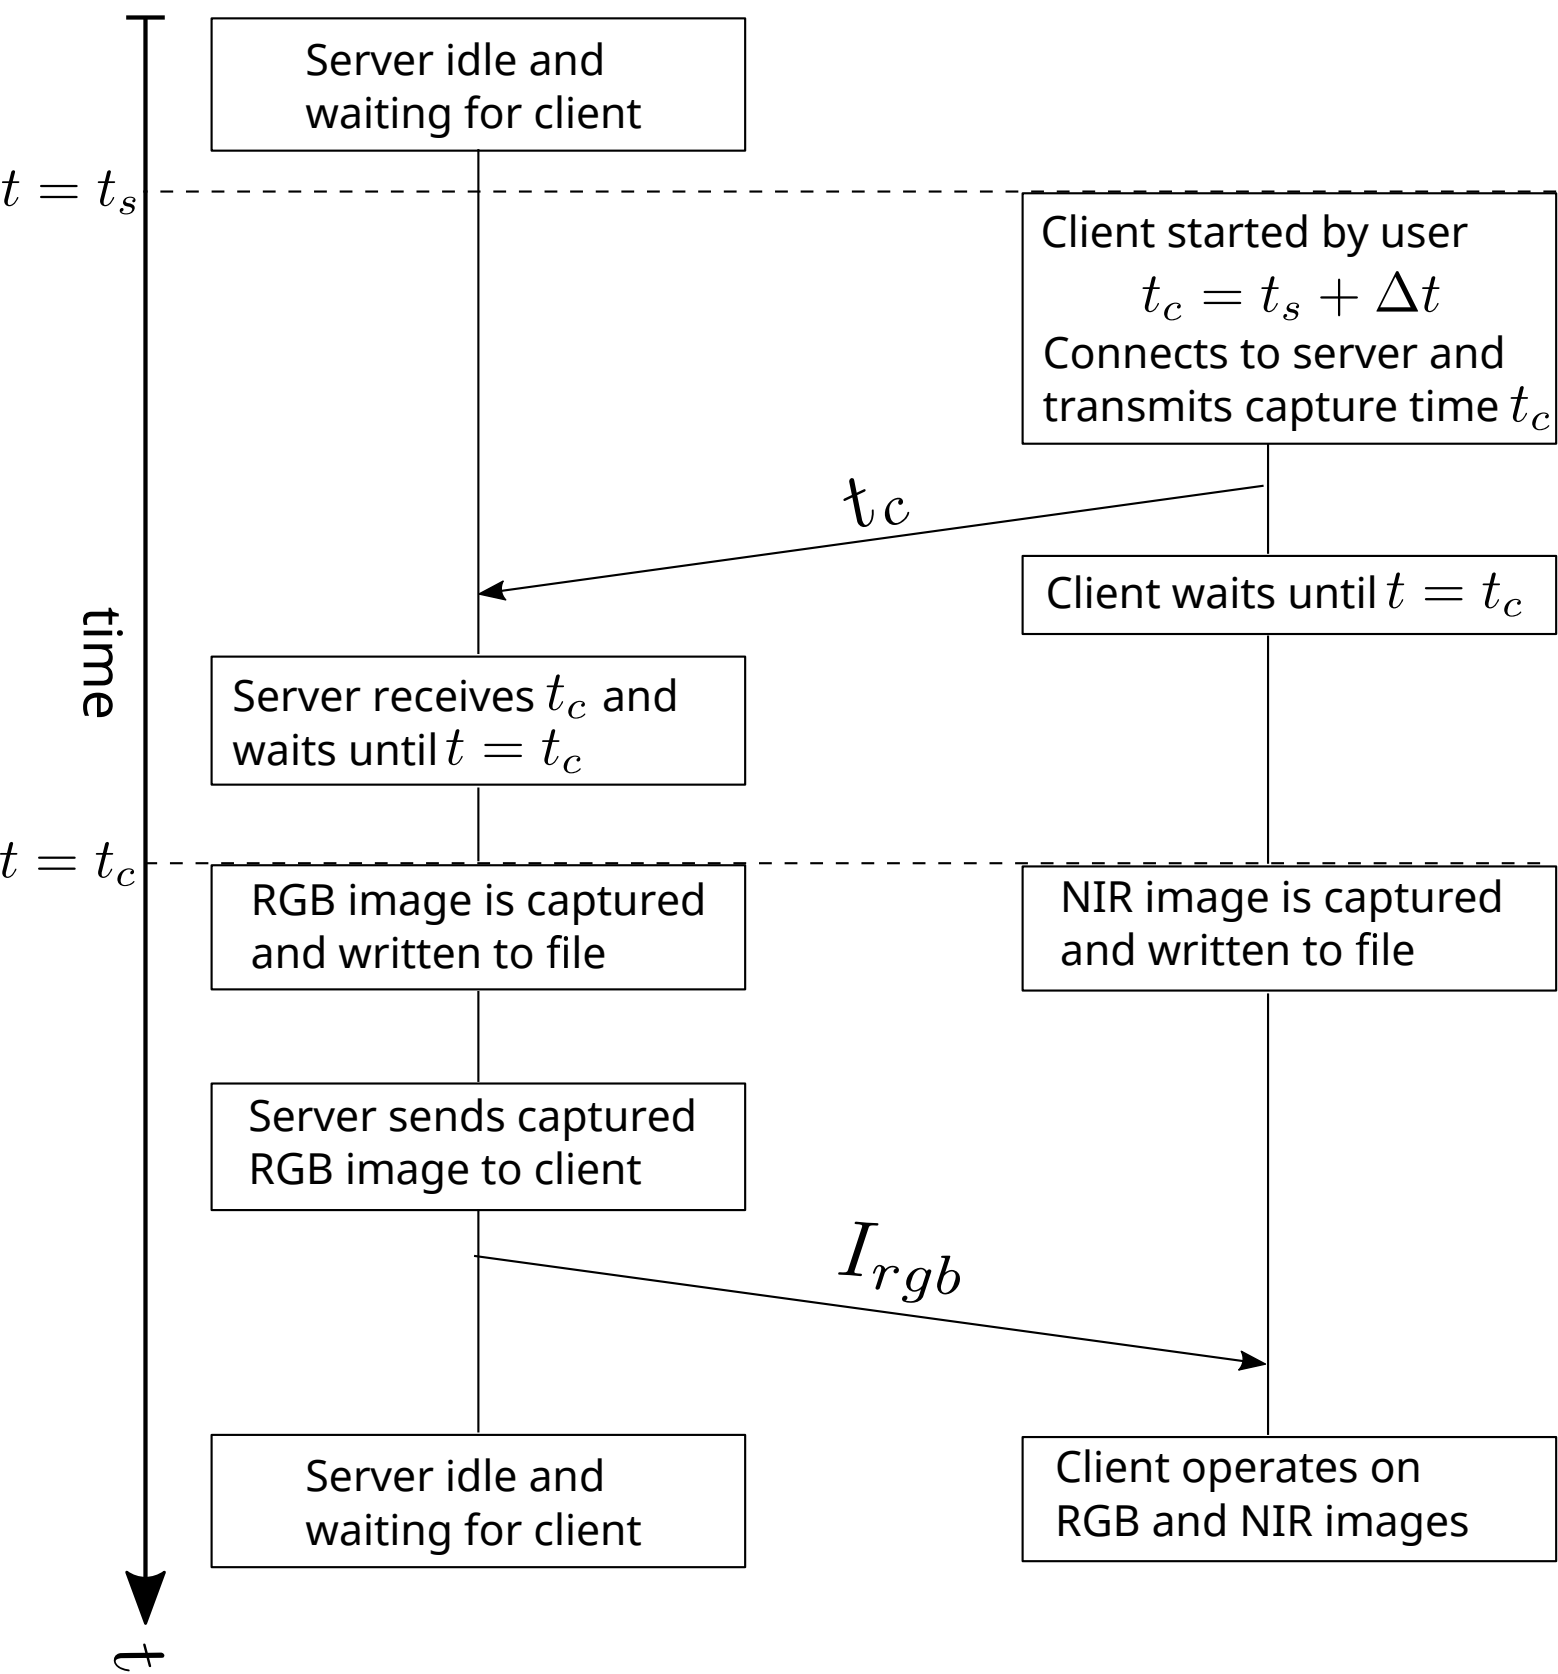 Server idle and
waiting for client
t = t_s
Client started by user
t_c = t_s + Δt
Connects to server and
transmits capture time t_c
t_c
Client waits until t = t_c
time
Server receives t_c and
waits until t = t_c
t = t_c
RGB image is captured
and written to file
NIR image is captured
and written to file
Server sends captured
RGB image to client
I_rgb
Server idle and
waiting for client
Client operates on
RGB and NIR images
t